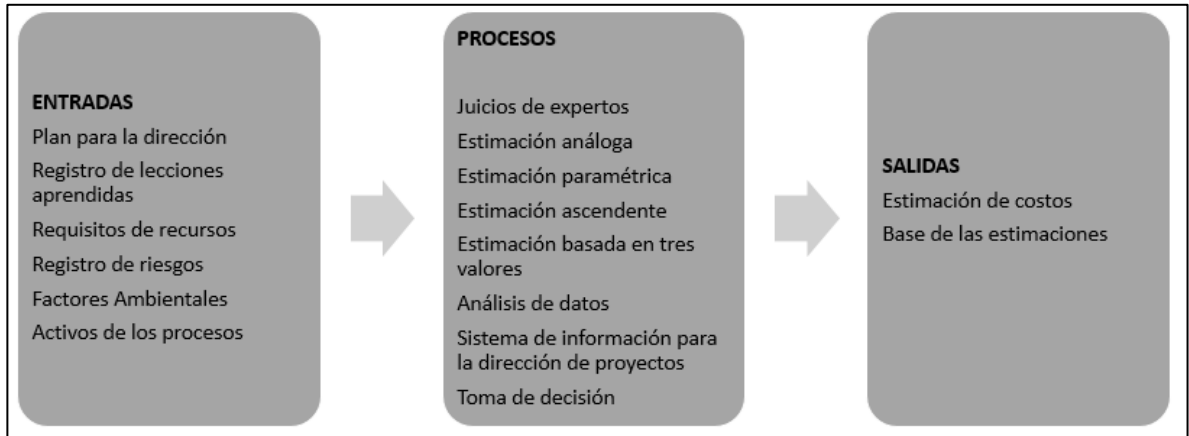 ENTRADAS
Plan para la dirección
Registro de lecciones
aprendidas
Requisitos de recursos
Registro de riesgos
Factores Ambientales
Activos de los procesos
PROCESOS
Juicios de expertos
Estimación análoga
Estimación paramétrica
Estimación ascendente
Estimación basada en tres
valores
Análisis de datos
Sistema de información para
la dirección de proyectos
Toma de decisión
SALIDAS
Estimación de costos
Base de las estimaciones